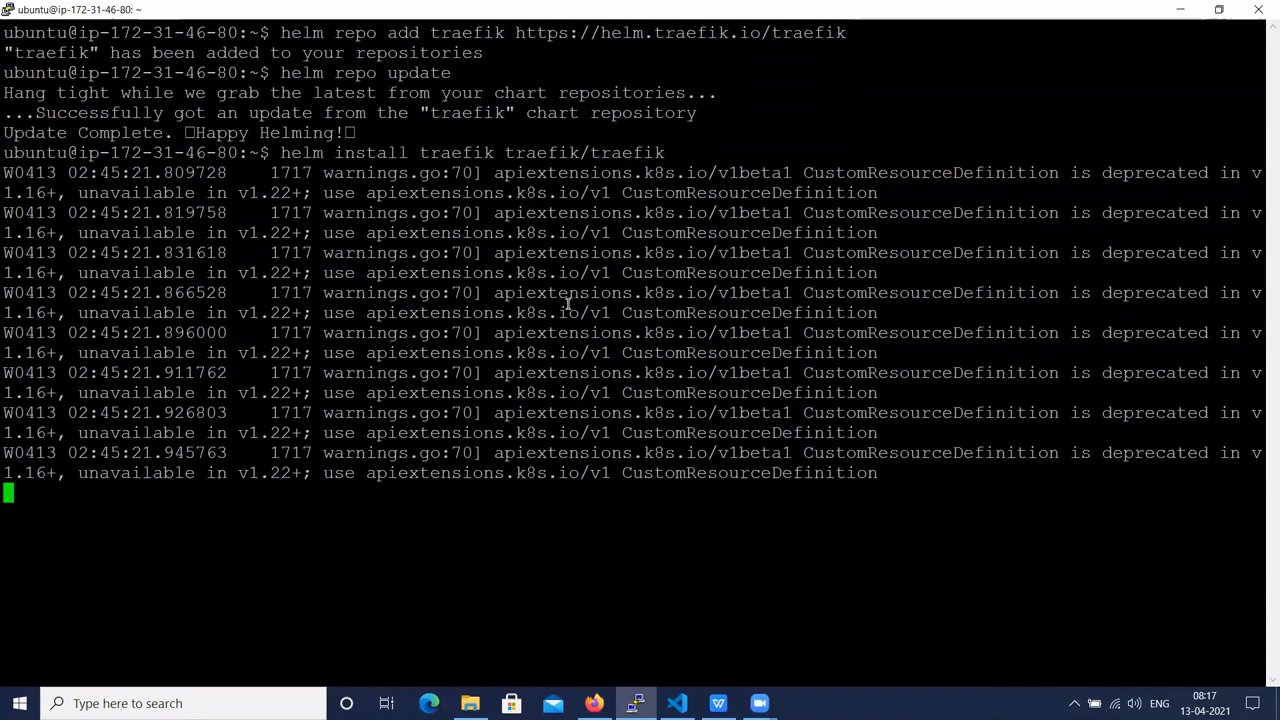 ubuntu@ip-172-31-46-80: ~
ubuntu@ip-172-31-46-80:~$ helm repo add traefik https://helm.traefik.io/traefik
"traefik" has been added to your repositories
ubuntu@ip-172-31-46-80:~$ helm repo update
Hang tight while we grab the latest from your chart repositories...
...Successfully got an update from the "traefik" chart repository
Update Complete. ⎕Happy Helming!⎕
ubuntu@ip-172-31-46-80:~$ helm install traefik traefik/traefik
W0413 02:45:21.809728    1717 warnings.go:70] apiextensions.k8s.io/v1beta1 CustomResourceDefinition is deprecated in v
1.16+, unavailable in v1.22+; use apiextensions.k8s.io/v1 CustomResourceDefinition
W0413 02:45:21.819758    1717 warnings.go:70] apiextensions.k8s.io/v1beta1 CustomResourceDefinition is deprecated in v
1.16+, unavailable in v1.22+; use apiextensions.k8s.io/v1 CustomResourceDefinition
W0413 02:45:21.831618    1717 warnings.go:70] apiextensions.k8s.io/v1beta1 CustomResourceDefinition is deprecated in v
1.16+, unavailable in v1.22+; use apiextensions.k8s.io/v1 CustomResourceDefinition
W0413 02:45:21.866528    1717 warnings.go:70] apiextensions.k8s.io/v1beta1 CustomResourceDefinition is deprecated in v
1.16+, unavailable in v1.22+; use apiextensions.k8s.io/v1 CustomResourceDefinition
W0413 02:45:21.896000    1717 warnings.go:70] apiextensions.k8s.io/v1beta1 CustomResourceDefinition is deprecated in v
1.16+, unavailable in v1.22+; use apiextensions.k8s.io/v1 CustomResourceDefinition
W0413 02:45:21.911762    1717 warnings.go:70] apiextensions.k8s.io/v1beta1 CustomResourceDefinition is deprecated in v
1.16+, unavailable in v1.22+; use apiextensions.k8s.io/v1 CustomResourceDefinition
W0413 02:45:21.926803    1717 warnings.go:70] apiextensions.k8s.io/v1beta1 CustomResourceDefinition is deprecated in v
1.16+, unavailable in v1.22+; use apiextensions.k8s.io/v1 CustomResourceDefinition
W0413 02:45:21.945763    1717 warnings.go:70] apiextensions.k8s.io/v1beta1 CustomResourceDefinition is deprecated in v
1.16+, unavailable in v1.22+; use apiextensions.k8s.io/v1 CustomResourceDefinition
Type here to search
W
ENG
08:17
13-04-2021